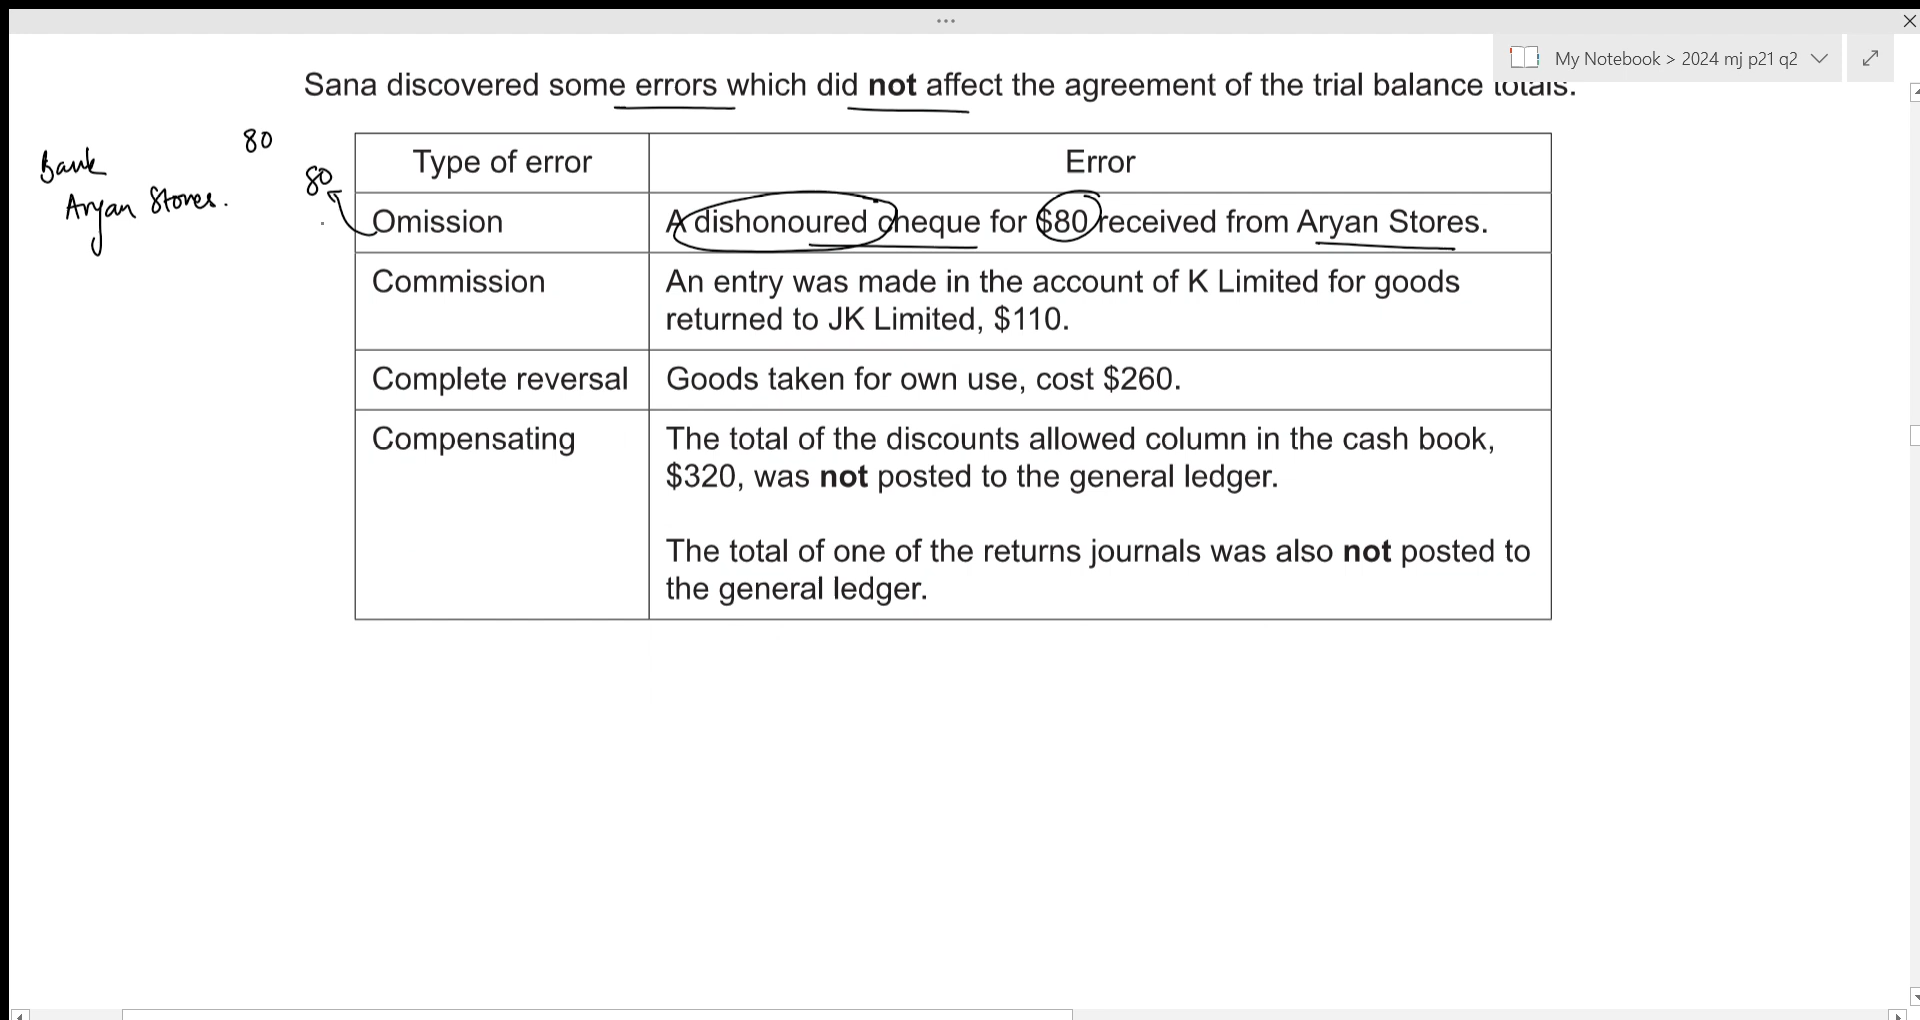 My Notebook > 2024 mj p21 q2
Sana discovered some errors which did not affect the agreement of the trial balance totals.
Bank 80
Aryan Stores. 80
Type of error Error
Omission A dishonoured cheque for $80 received from Aryan Stores.
Commission An entry was made in the account of K Limited for goods
returned to JK Limited, $110.
Complete reversal Goods taken for own use, cost $260.
Compensating The total of the discounts allowed column in the cash book,
$320, was not posted to the general ledger.
The total of one of the returns journals was also not posted to
the general ledger.